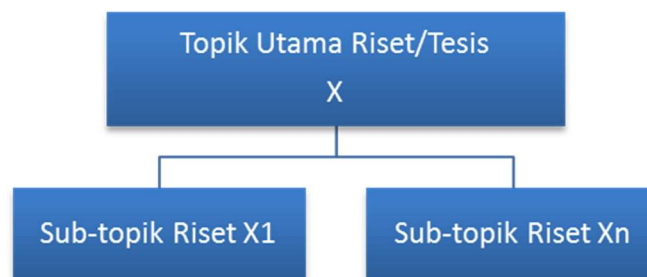 Topik Utama Riset/Tesis
X
Sub-topik Riset X1
Sub-topik Riset Xn